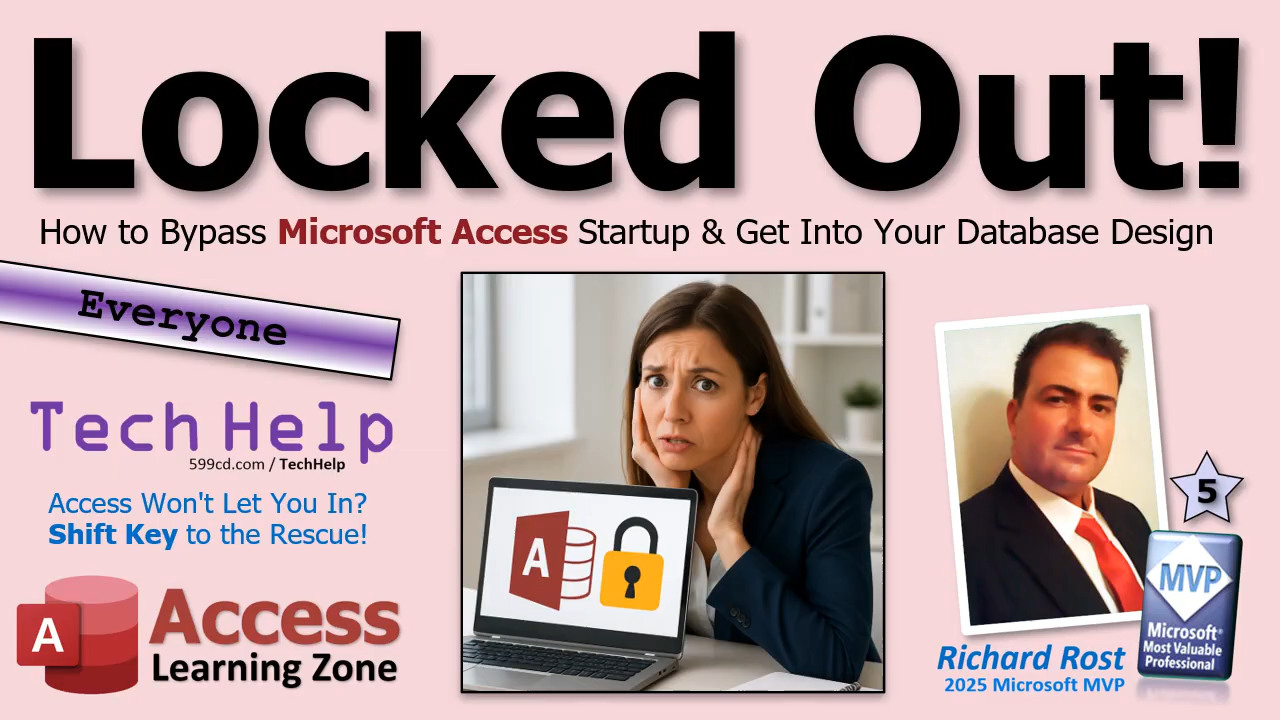 Locked Out!
How to Bypass Microsoft Access Startup & Get Into Your Database Design
Everyone
TechHelp
599cd.com / TechHelp
Access Won't Let You In?
Shift Key to the Rescue!
A
Access
Learning Zone
A
5
MVP
Microsoft®
Most Valuable
Professional
Richard Rost
2025 Microsoft MVP